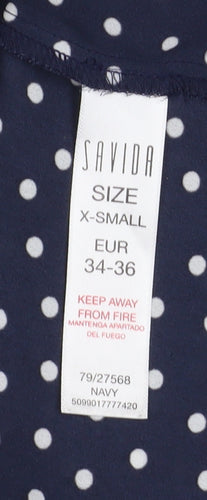 SAVIDA
SIZE
X-SMALL
EUR
34-36
KEEP AWAY
FROM FIRE
MANTENGA APARTADO
DEL FUEGO
79/27568
NAVY
5099017777420